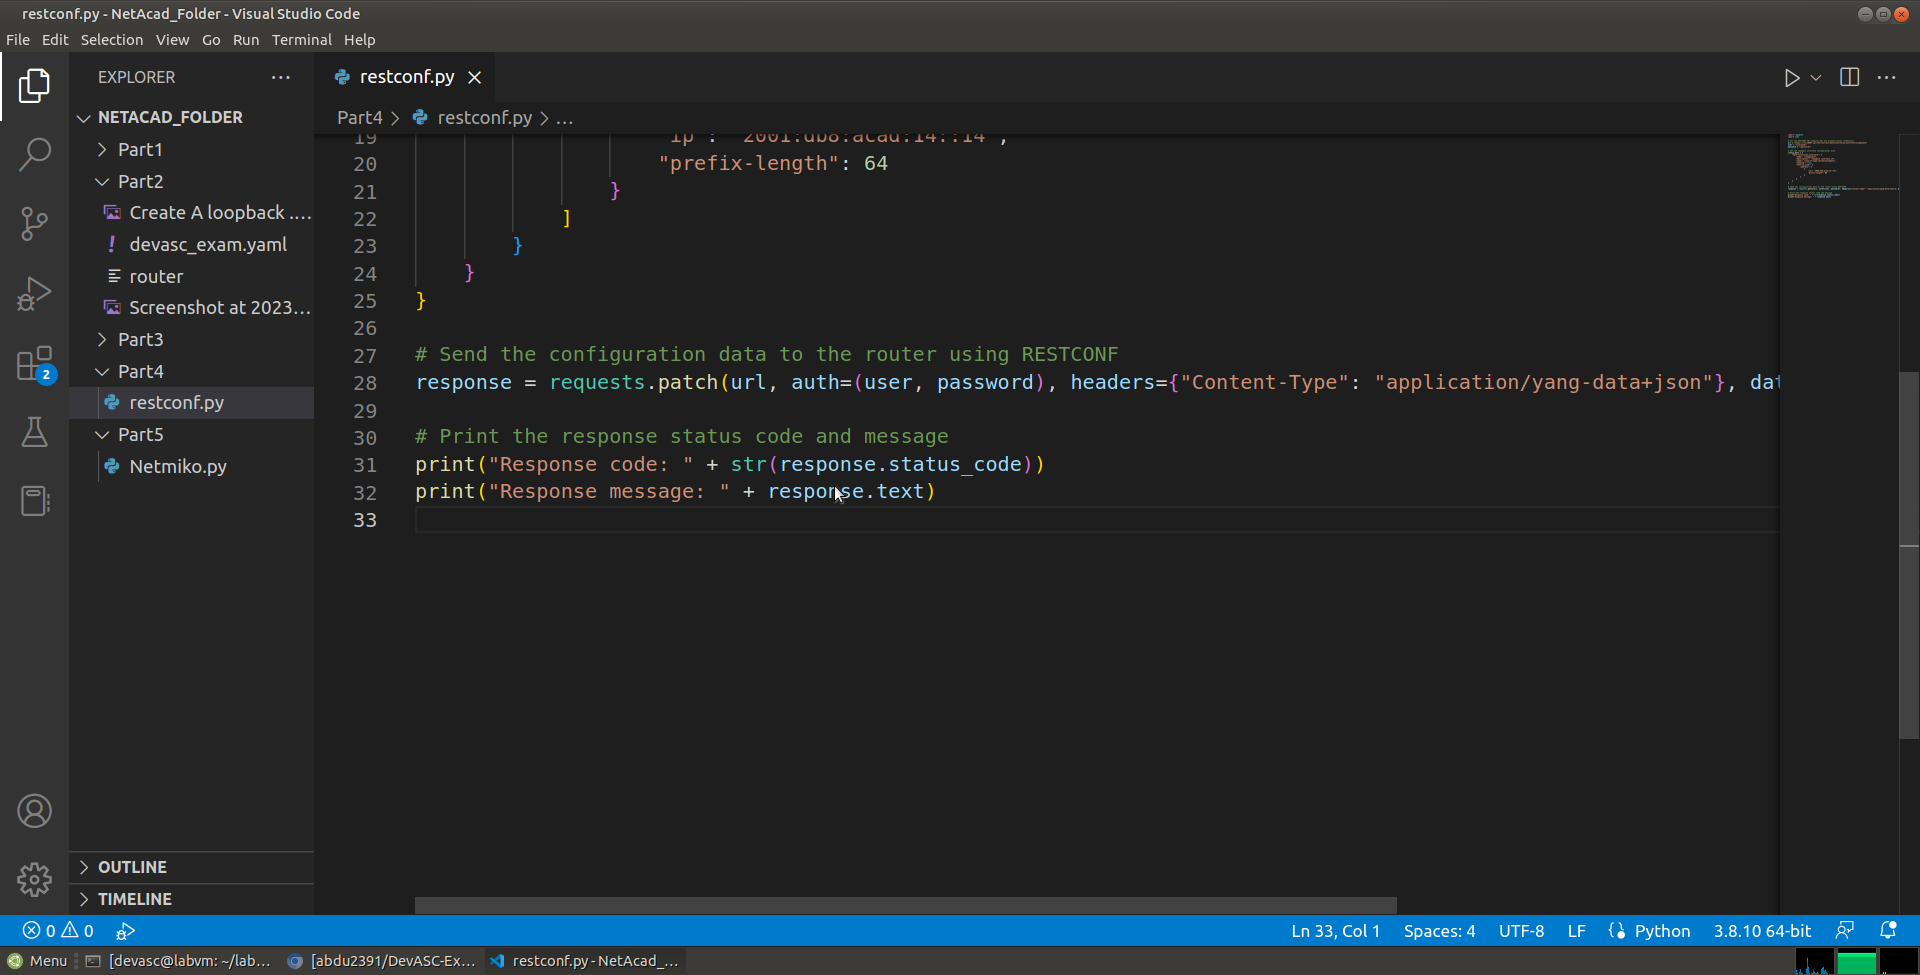 restconf.py - NetAcad_Folder - Visual Studio Code
File Edit Selection View Go Run Terminal Help
EXPLORER
NETACAD_FOLDER
Part1
Part2
Create A loopback ....
devasc_exam.yaml
router
Screenshot at 2023...
Part3
Part4
restconf.py
Part5
Netmiko.py
OUTLINE
TIMELINE
2
restconf.py
Part4 > restconf.py > ...
19 "ip": "2001:db8:acad:14::14",
20 "prefix-length": 64
21 }
22 ]
23 }
24 }
25 }
26
27 # Send the configuration data to the router using RESTCONF
28 response = requests.patch(url, auth=(user, password), headers={"Content-Type": "application/yang-data+json"}, dat
29
30 # Print the response status code and message
31 print("Response code: " + str(response.status_code))
32 print("Response message: " + response.text)
33
0 0
Ln 33, Col 1 Spaces: 4 UTF-8 LF Python 3.8.10 64-bit
Menu [devasc@labvm: ~/lab... [abdu2391/DevASC-Ex... restconf.py - NetAcad_...